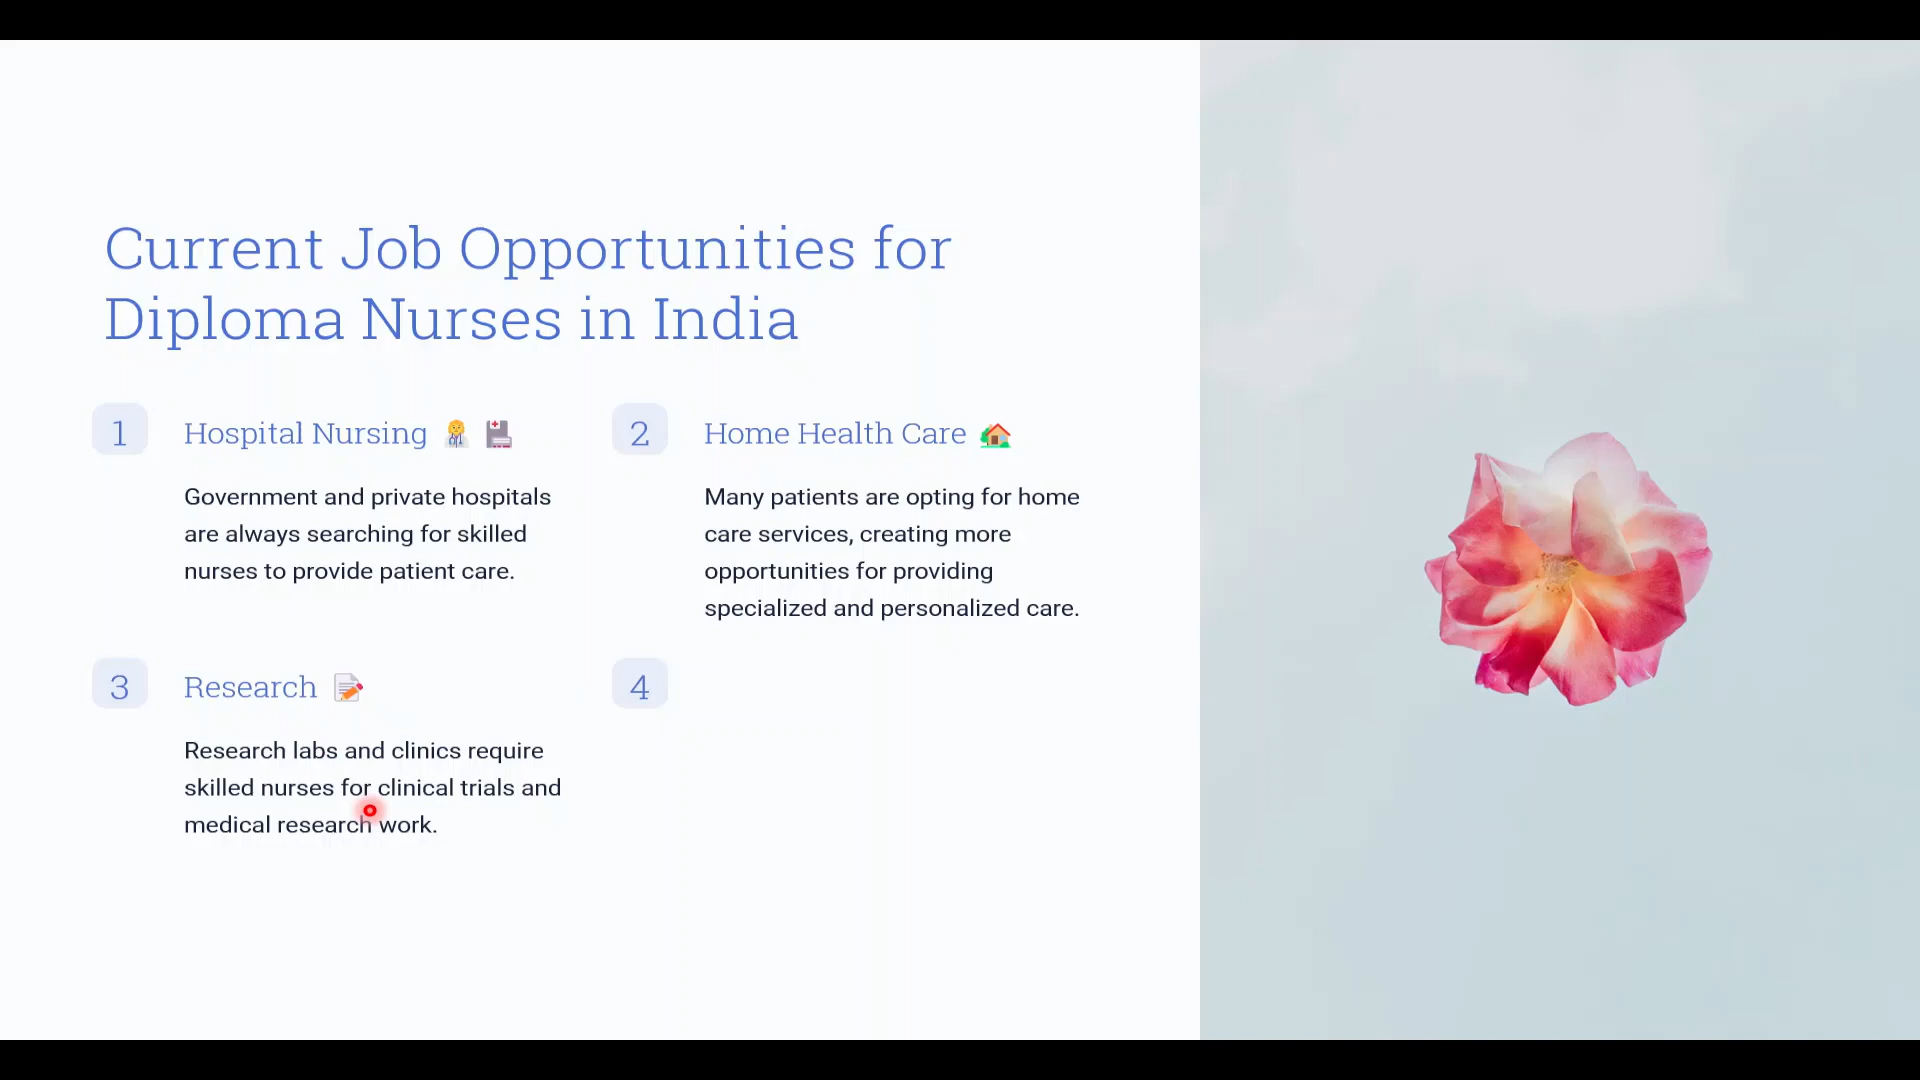 Current Job Opportunities for
Diploma Nurses in India
1
Hospital Nursing 👩‍⚕️ 🏥
Government and private hospitals
are always searching for skilled
nurses to provide patient care.
2
Home Health Care 🏡
Many patients are opting for home
care services, creating more
opportunities for providing
specialized and personalized care.
3
Research 📝
Research labs and clinics require
skilled nurses for clinical trials and
medical research work.
4